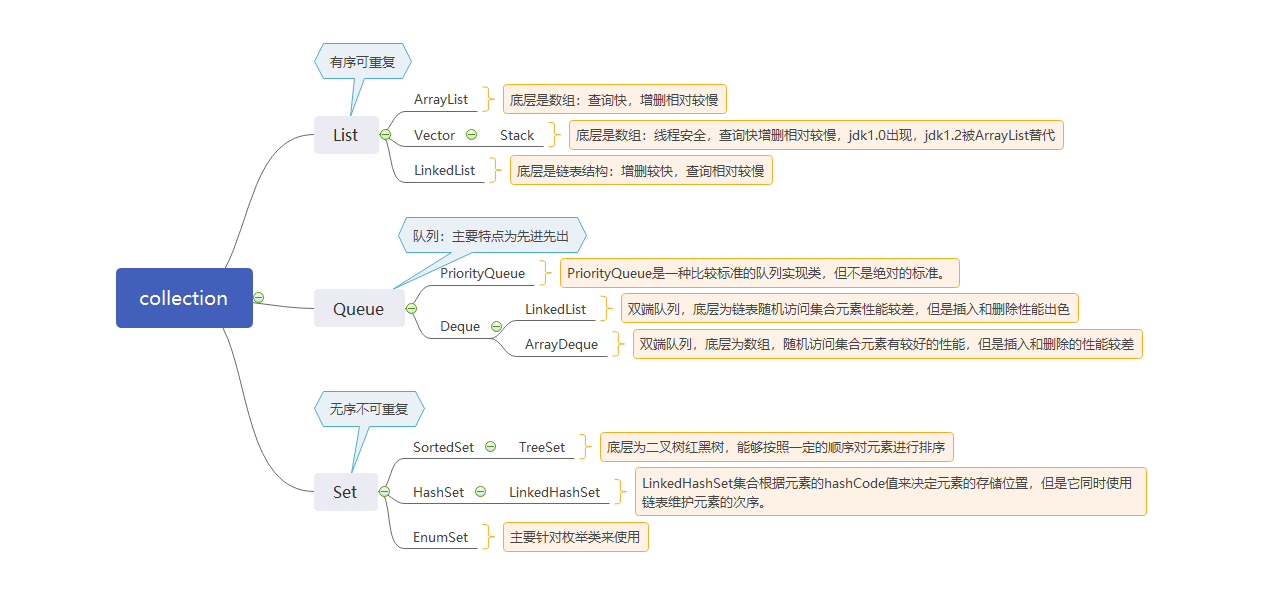 有序可重复
ArrayList
底层是数组：查询快，增删相对较慢
List
Vector
Stack
底层是数组：线程安全，查询快增删相对较慢，jdk1.0出现，jdk1.2被ArrayList替代
LinkedList
底层是链表结构：增删较快，查询相对较慢
队列：主要特点为先进先出
PriorityQueue
PriorityQueue是一种比较标准的队列实现类，但不是绝对的标准。
collection
Queue
LinkedList
双端队列，底层为链表随机访问集合元素性能较差，但是插入和删除性能出色
Deque
ArrayDeque
双端队列，底层为数组，随机访问集合元素有较好的性能，但是插入和删除的性能较差
无序不可重复
SortedSet
TreeSet
底层为二叉树红黑树，能够按照一定的顺序对元素进行排序
Set
HashSet
LinkedHashSet
LinkedHashSet集合根据元素的hashCode值来决定元素的存储位置，但是它同时使用
链表维护元素的次序。
EnumSet
主要针对枚举类来使用